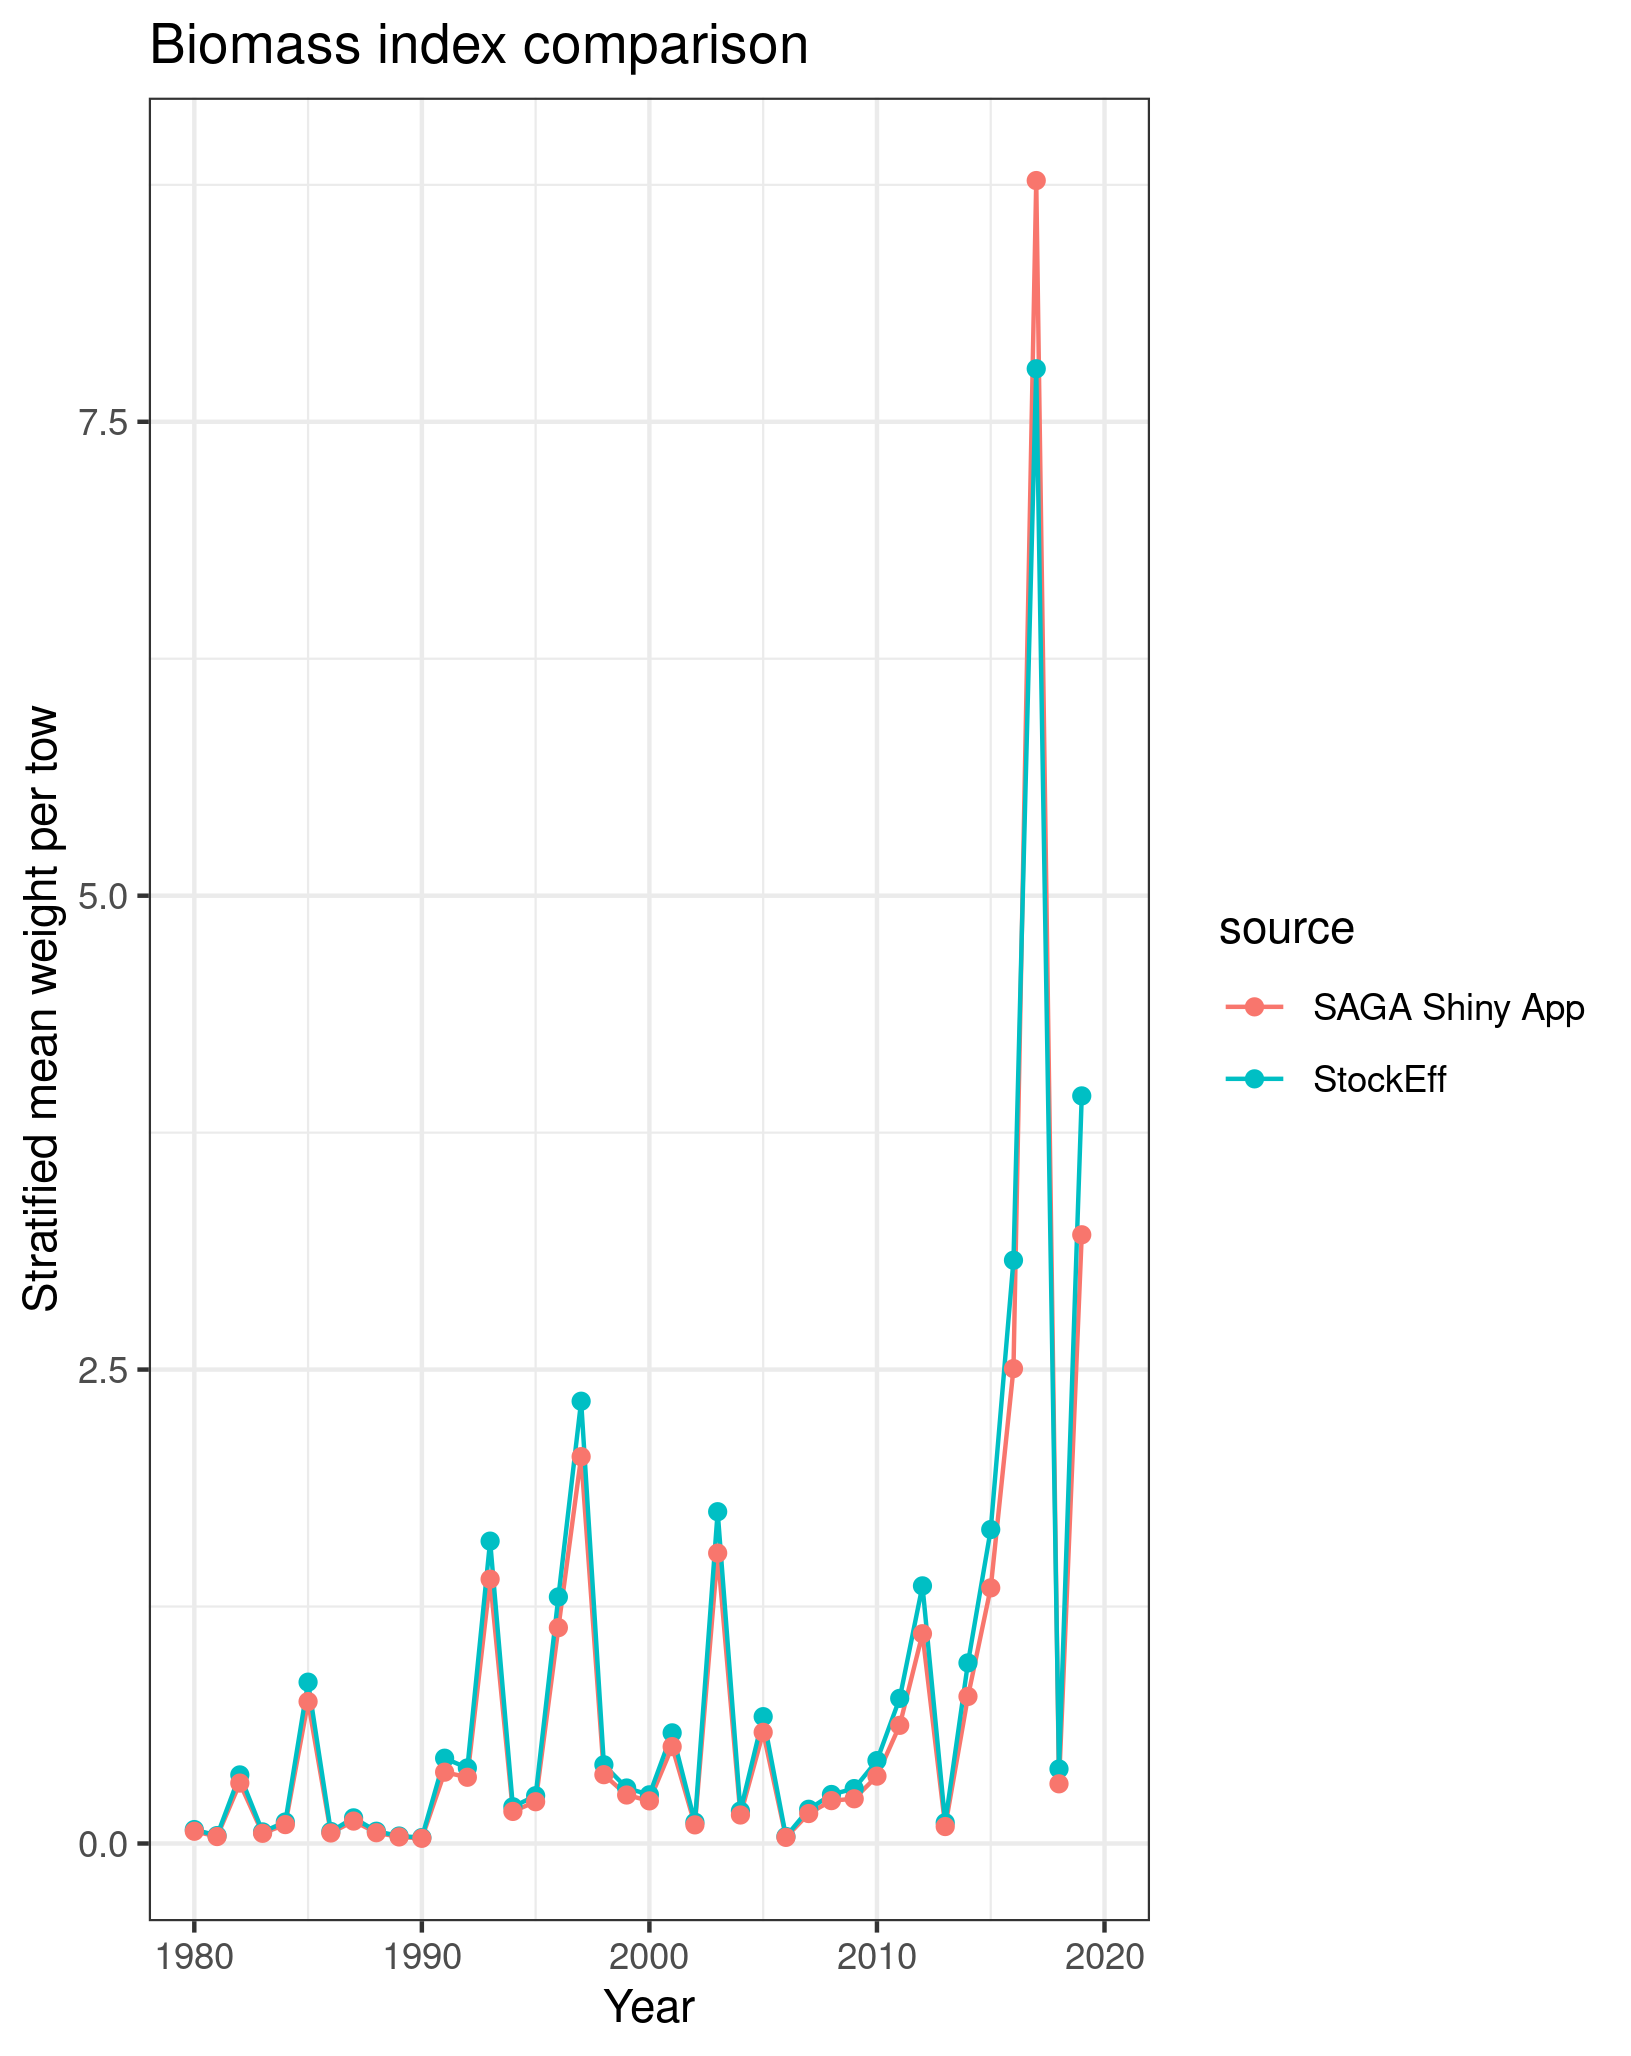 Biomass index comparison
7.5
5.0
2.5
0.0
Stratified mean weight per tow
1980 1990 2000 2010 2020
Year
source
SAGA Shiny App
StockEff